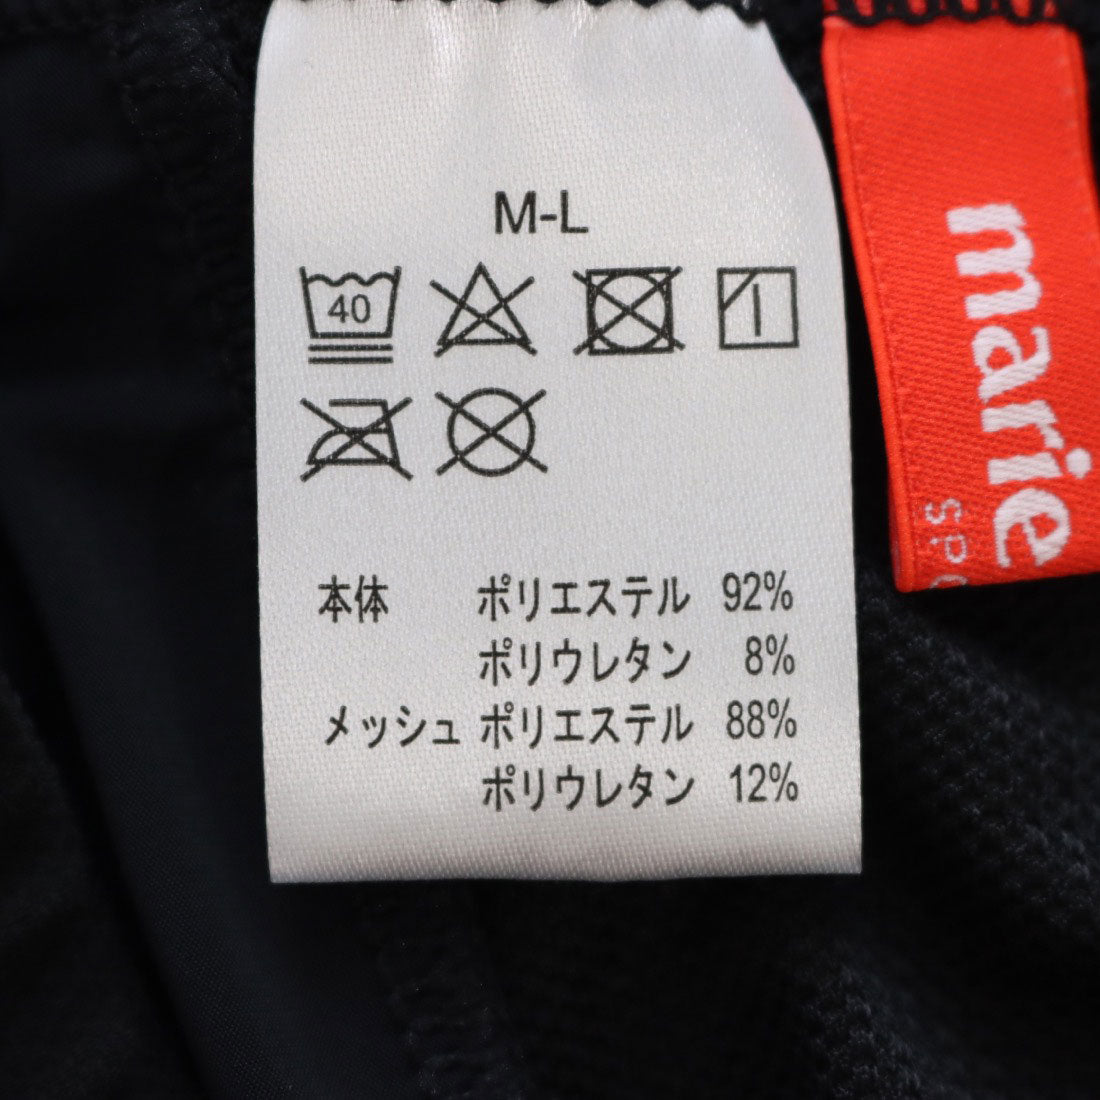 M-L
40
本体 ポリエステル 92%
ポリウレタン 8%
メッシュ ポリエステル 88%
ポリウレタン 12%
marie
SPO